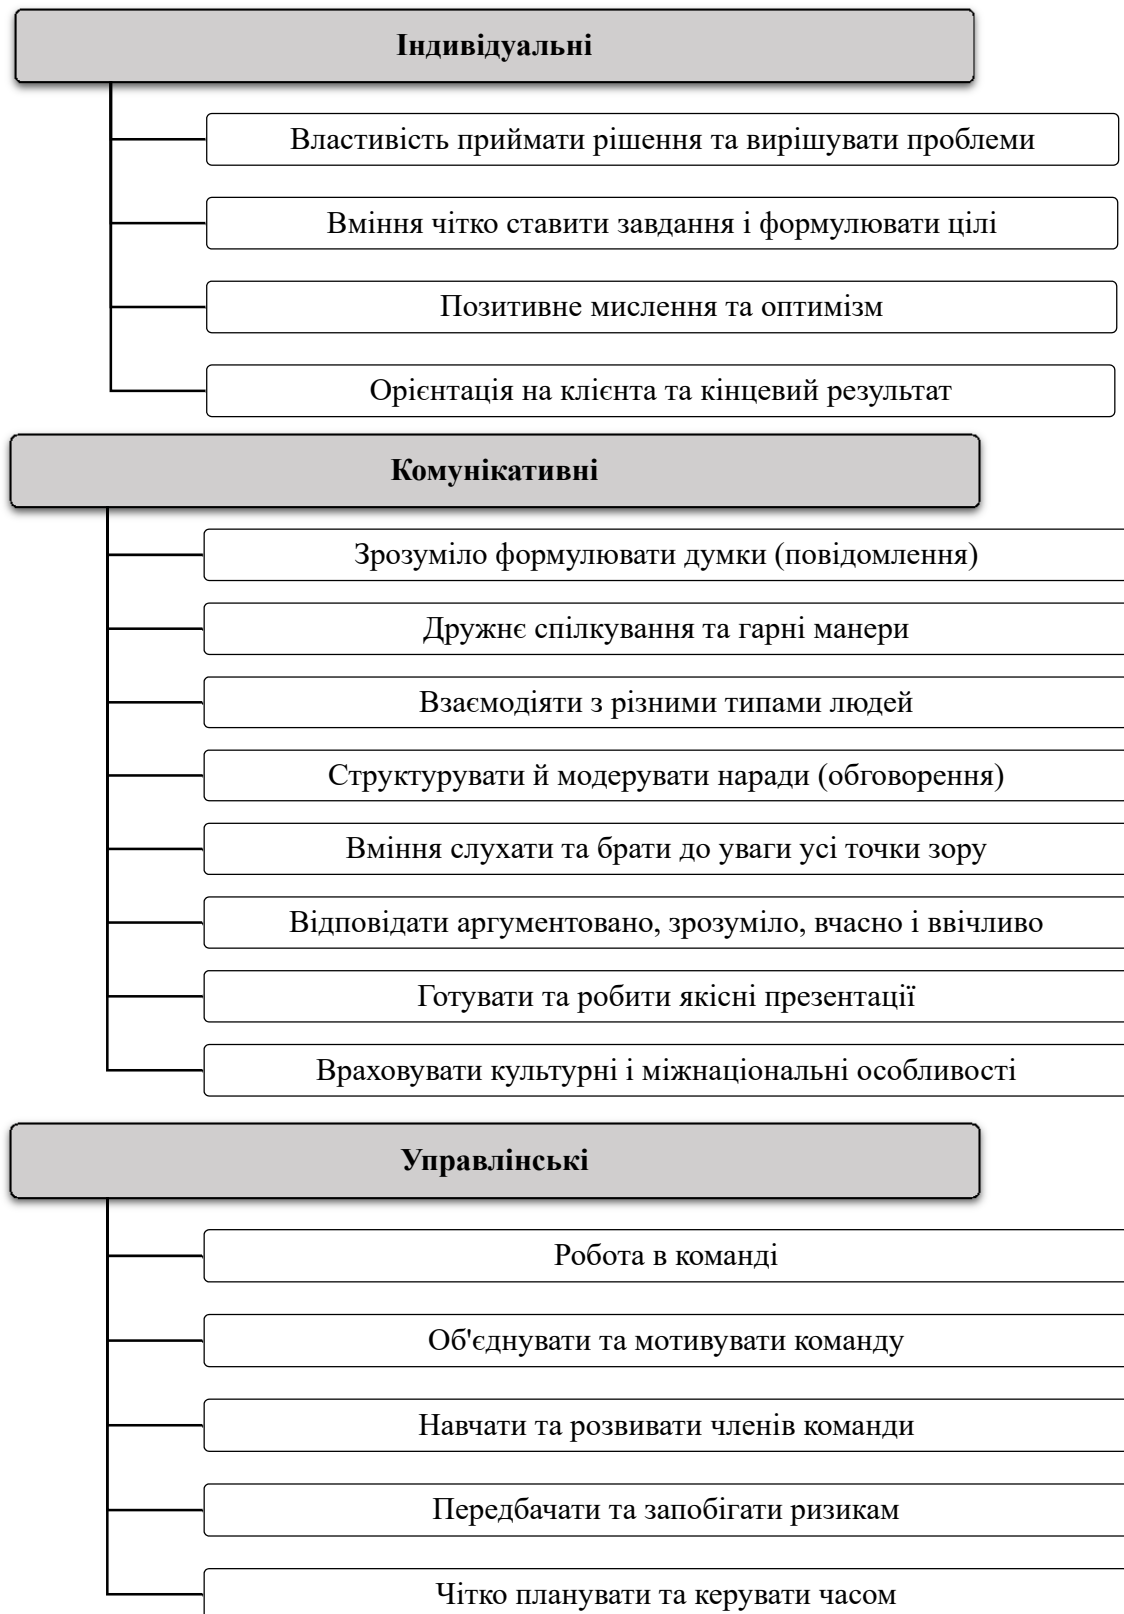 Індивідуальні
Властивість приймати рішення та вирішувати проблеми
Вміння чітко ставити завдання і формулювати цілі
Позитивне мислення та оптимізм
Орієнтація на клієнта та кінцевий результат
Комунікативні
Зрозуміло формулювати думки (повідомлення)
Дружнє спілкування та гарні манери
Взаємодіяти з різними типами людей
Структурувати й модерувати наради (обговорення)
Вміння слухати та брати до уваги усі точки зору
Відповідати аргументовано, зрозуміло, вчасно і ввічливо
Готувати та робити якісні презентації
Враховувати культурні і міжнаціональні особливості
Управлінські
Робота в команді
Об'єднувати та мотивувати команду
Навчати та розвивати членів команди
Передбачати та запобігати ризикам
Чітко планувати та керувати часом